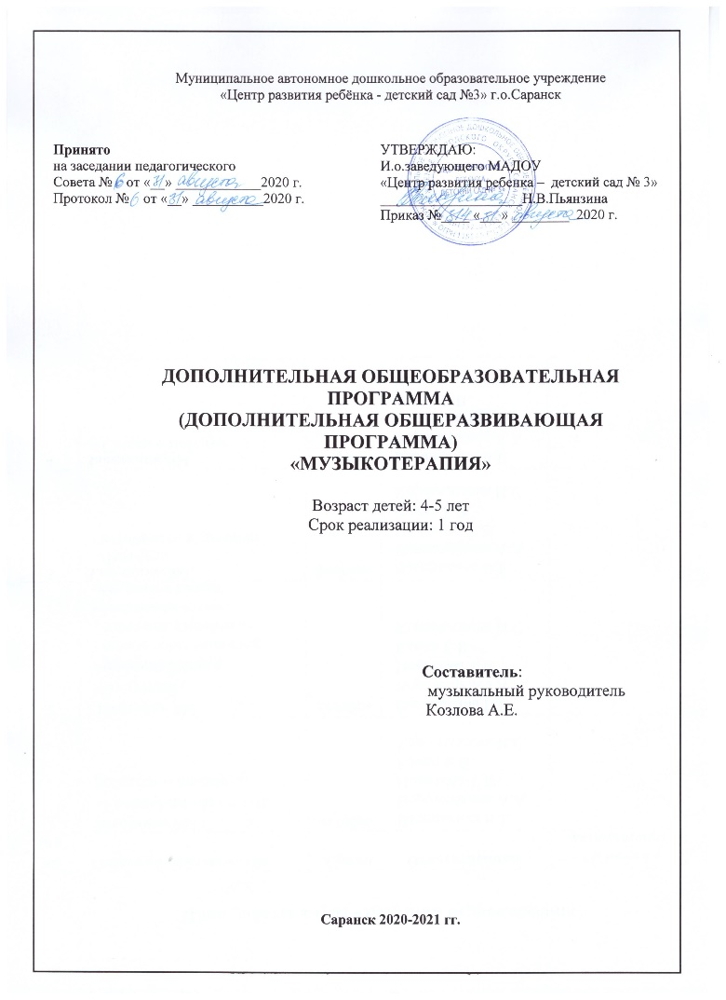 Муниципальное автономное дошкольное образовательное учреждение
«Центр развития ребёнка - детский сад №3» г.о.Саранск
Принято
на заседании педагогического
Совета № 6 от «31» августа 2020 г.
Протокол № 6 от «31» августа 2020 г.
УТВЕРЖДАЮ:
И.о.заведующего МАДОУ
«Центр развития ребенка – детский сад № 3»
Н.В.Пьянзина
Приказ № «31» августа 2020 г.
ДОПОЛНИТЕЛЬНАЯ ОБЩЕОБРАЗОВАТЕЛЬНАЯ
ПРОГРАММА
(ДОПОЛНИТЕЛЬНАЯ ОБЩЕРАЗВИВАЮЩАЯ
ПРОГРАММА)
«МУЗЫКОТЕРАПИЯ»
Возраст детей: 4-5 лет
Срок реализации: 1 год
Составитель:
музыкальный руководитель
Козлова А.Е.
Саранск 2020-2021 гг.